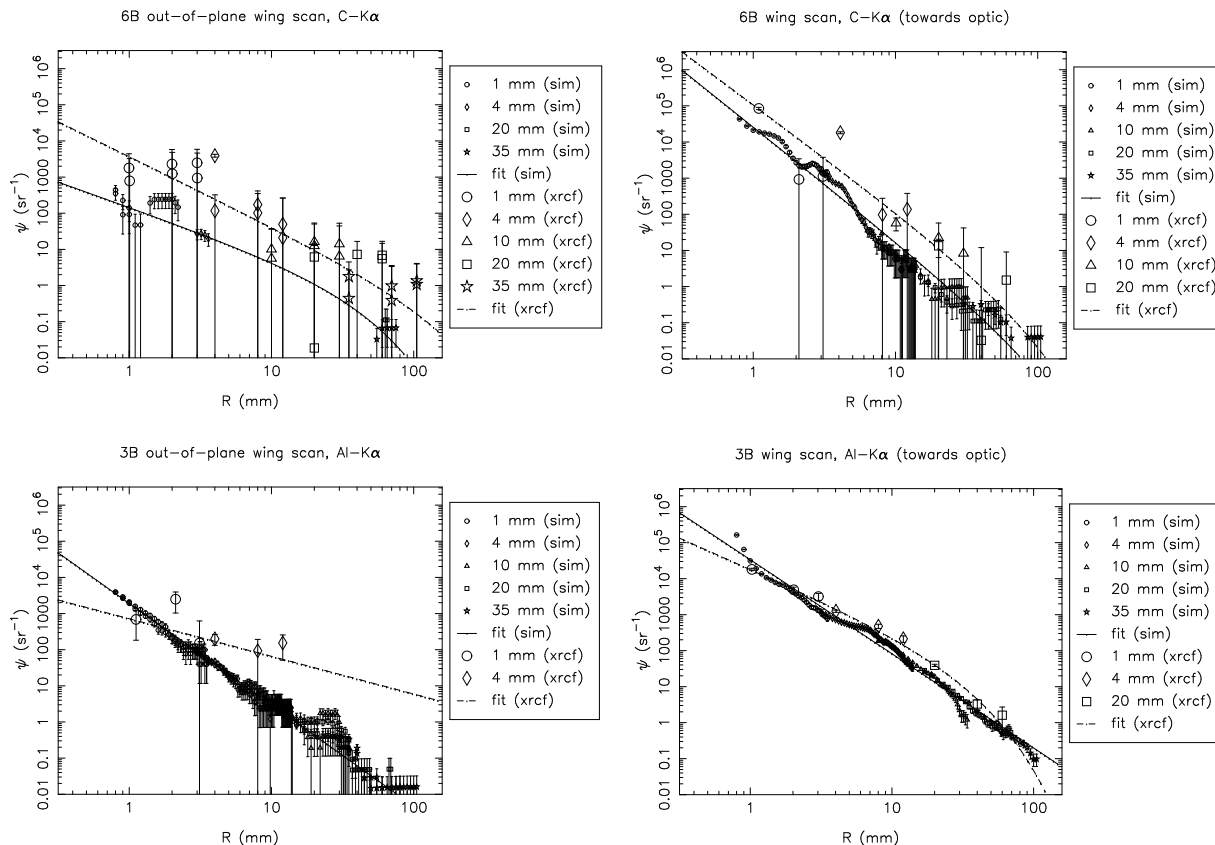 6B out-of-plane wing scan, C-Kα
ψ (sr⁻¹)
10⁶
10⁵
10⁴
1000
100
10
1
0.1
0.01
1
10
100
R (mm)
1 mm (sim)
4 mm (sim)
20 mm (sim)
35 mm (sim)
fit (sim)
1 mm (xrcf)
4 mm (xrcf)
10 mm (xrcf)
20 mm (xrcf)
35 mm (xrcf)
fit (xrcf)
6B wing scan, C-Kα (towards optic)
ψ (sr⁻¹)
10⁶
10⁵
10⁴
1000
100
10
1
0.1
0.01
1
10
100
R (mm)
1 mm (sim)
4 mm (sim)
10 mm (sim)
20 mm (sim)
35 mm (sim)
fit (sim)
1 mm (xrcf)
4 mm (xrcf)
10 mm (xrcf)
20 mm (xrcf)
fit (xrcf)
3B out-of-plane wing scan, Al-Kα
ψ (sr⁻¹)
10⁶
10⁵
10⁴
1000
100
10
1
0.1
0.01
1
10
100
R (mm)
1 mm (sim)
4 mm (sim)
10 mm (sim)
20 mm (sim)
35 mm (sim)
fit (sim)
1 mm (xrcf)
4 mm (xrcf)
fit (xrcf)
3B wing scan, Al-Kα (towards optic)
ψ (sr⁻¹)
10⁶
10⁵
10⁴
1000
100
10
1
0.1
0.01
1
10
100
R (mm)
1 mm (sim)
4 mm (sim)
10 mm (sim)
20 mm (sim)
35 mm (sim)
fit (sim)
1 mm (xrcf)
4 mm (xrcf)
20 mm (xrcf)
fit (xrcf)